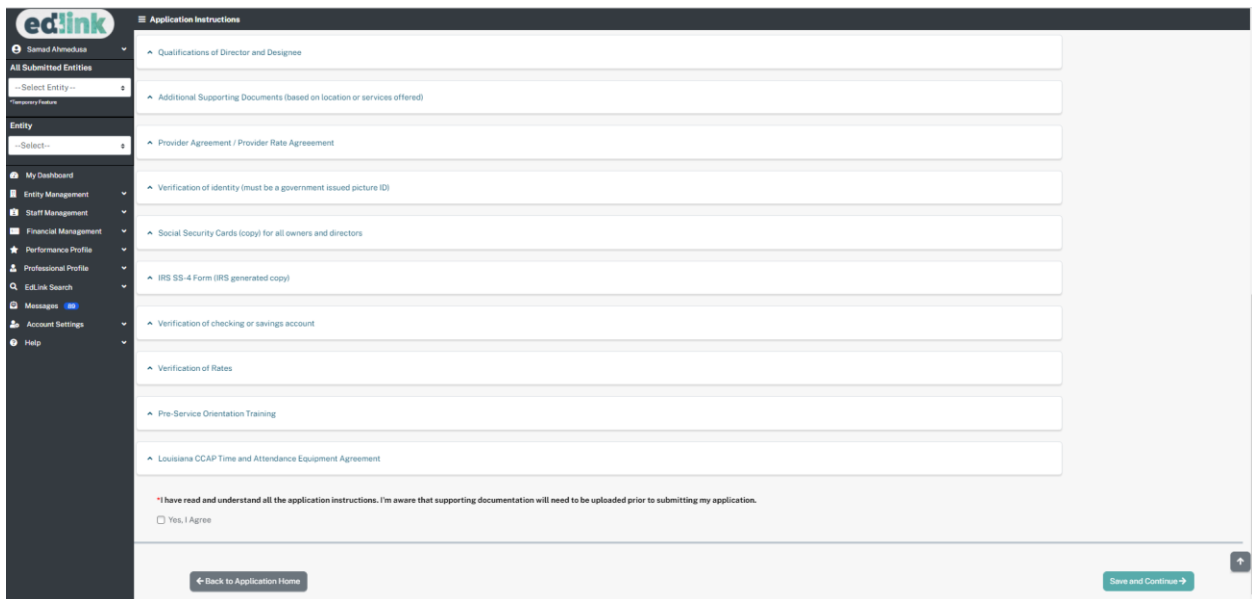 ed:link
Application Instructions
Samad Ahmedusa
All Submitted Entities
--Select Entity--
*Temporary Feature
Entity
--Select--
My Dashboard
Entity Management
Staff Management
Financial Management
Performance Profile
Professional Profile
EdLink Search
Messages
Account Settings
Help
Qualifications of Director and Designee
Additional Supporting Documents (based on location or services offered)
Provider Agreement / Provider Rate Agreeement
Verification of identity (must be a government issued picture ID)
Social Security Cards (copy) for all owners and directors
IRS SS-4 Form (IRS generated copy)
Verification of checking or savings account
Verification of Rates
Pre-Service Orientation Training
Louisiana CCAP Time and Attendance Equipment Agreement
*I have read and understand all the application instructions. I'm aware that supporting documentation will need to be uploaded prior to submitting my application.
Yes, I Agree
Back to Application Home
Save and Continue